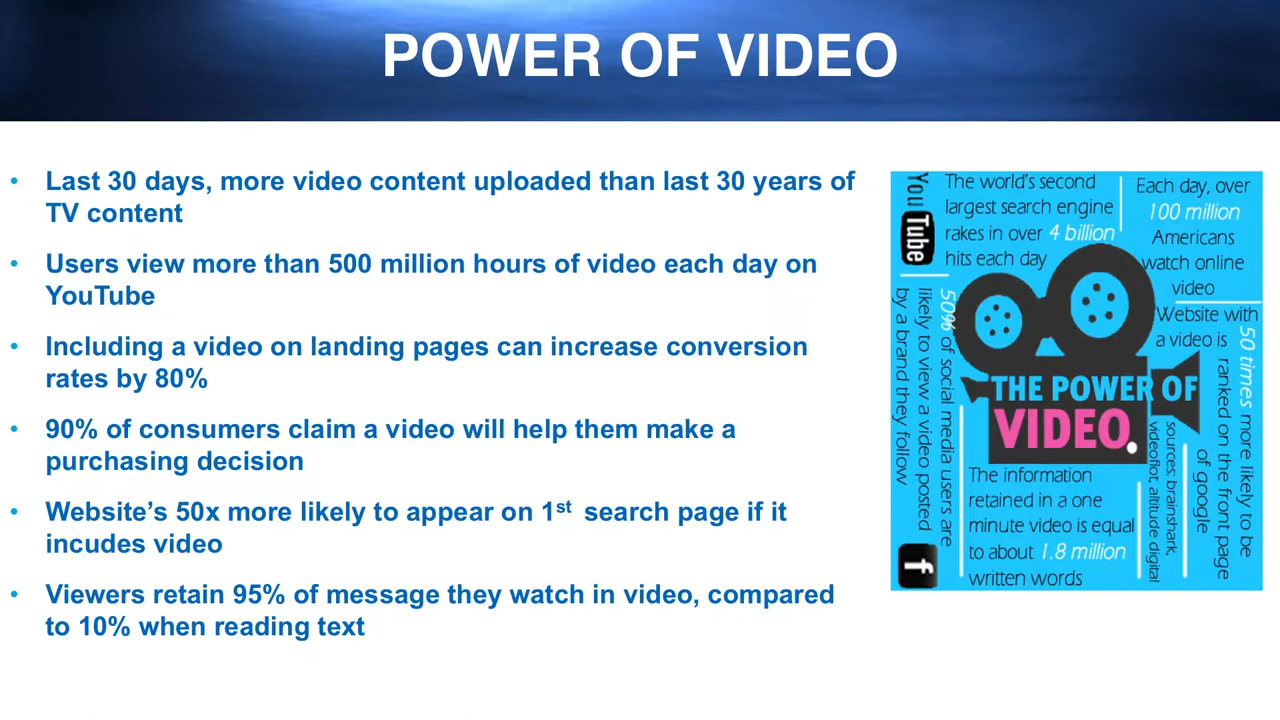 POWER OF VIDEO
• Last 30 days, more video content uploaded than last 30 years of
TV content
• Users view more than 500 million hours of video each day on
YouTube
• Including a video on landing pages can increase conversion
rates by 80%
• 90% of consumers claim a video will help them make a
purchasing decision
• Website's 50x more likely to appear on 1st search page if it
incudes video
• Viewers retain 95% of message they watch in video, compared
to 10% when reading text
YouTube
The world's second
largest search engine
rakes in over 4 billion
hits each day
Each day, over
100 million
Americans
watch online
video
Website with
a video is
50 times more likely to be
ranked on the front page
of google
50% of social media users are
likely to view a video posted
by a brand they follow
THE POWER OF
VIDEO.
The information
retained in a one
minute video is equal
to about 1.8 million
written words
sources: brainshark,
videoflot, altitude digital
f